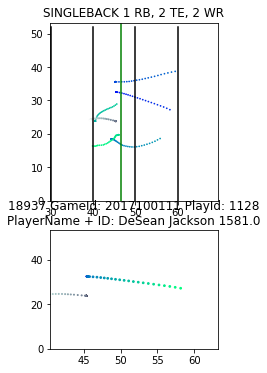 SINGLEBACK 1 RB, 2 TE, 2 WR
50
40
30
20
10
0
30 40 50 60
18937 GameId: 2017100111 PlayId: 1128
PlayerName + ID: DeSean Jackson 1581.0
40
20
0
45 50 55 60